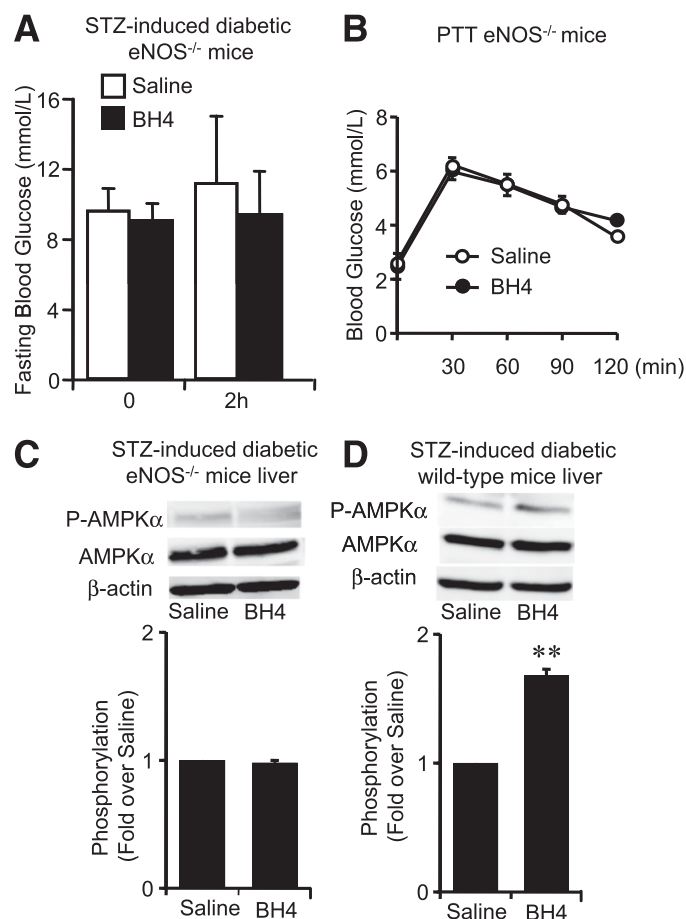 A
STZ-induced diabetic
eNOS-/- mice
Saline
BH4
Fasting Blood Glucose (mmol/L)
16
12
8
4
0
0
2h
B
PTT eNOS-/- mice
Blood Glucose (mmol/L)
8
6
4
2
0
Saline
BH4
30 60 90 120 (min)
C
STZ-induced diabetic
eNOS-/- mice liver
P-AMPKα
AMPKα
β-actin
Saline BH4
Phosphorylation
(Fold over Saline)
2
1
0
Saline BH4
D
STZ-induced diabetic
wild-type mice liver
P-AMPKα
AMPKα
β-actin
Saline BH4
Phosphorylation
(Fold over Saline)
2
1
0
**
Saline BH4